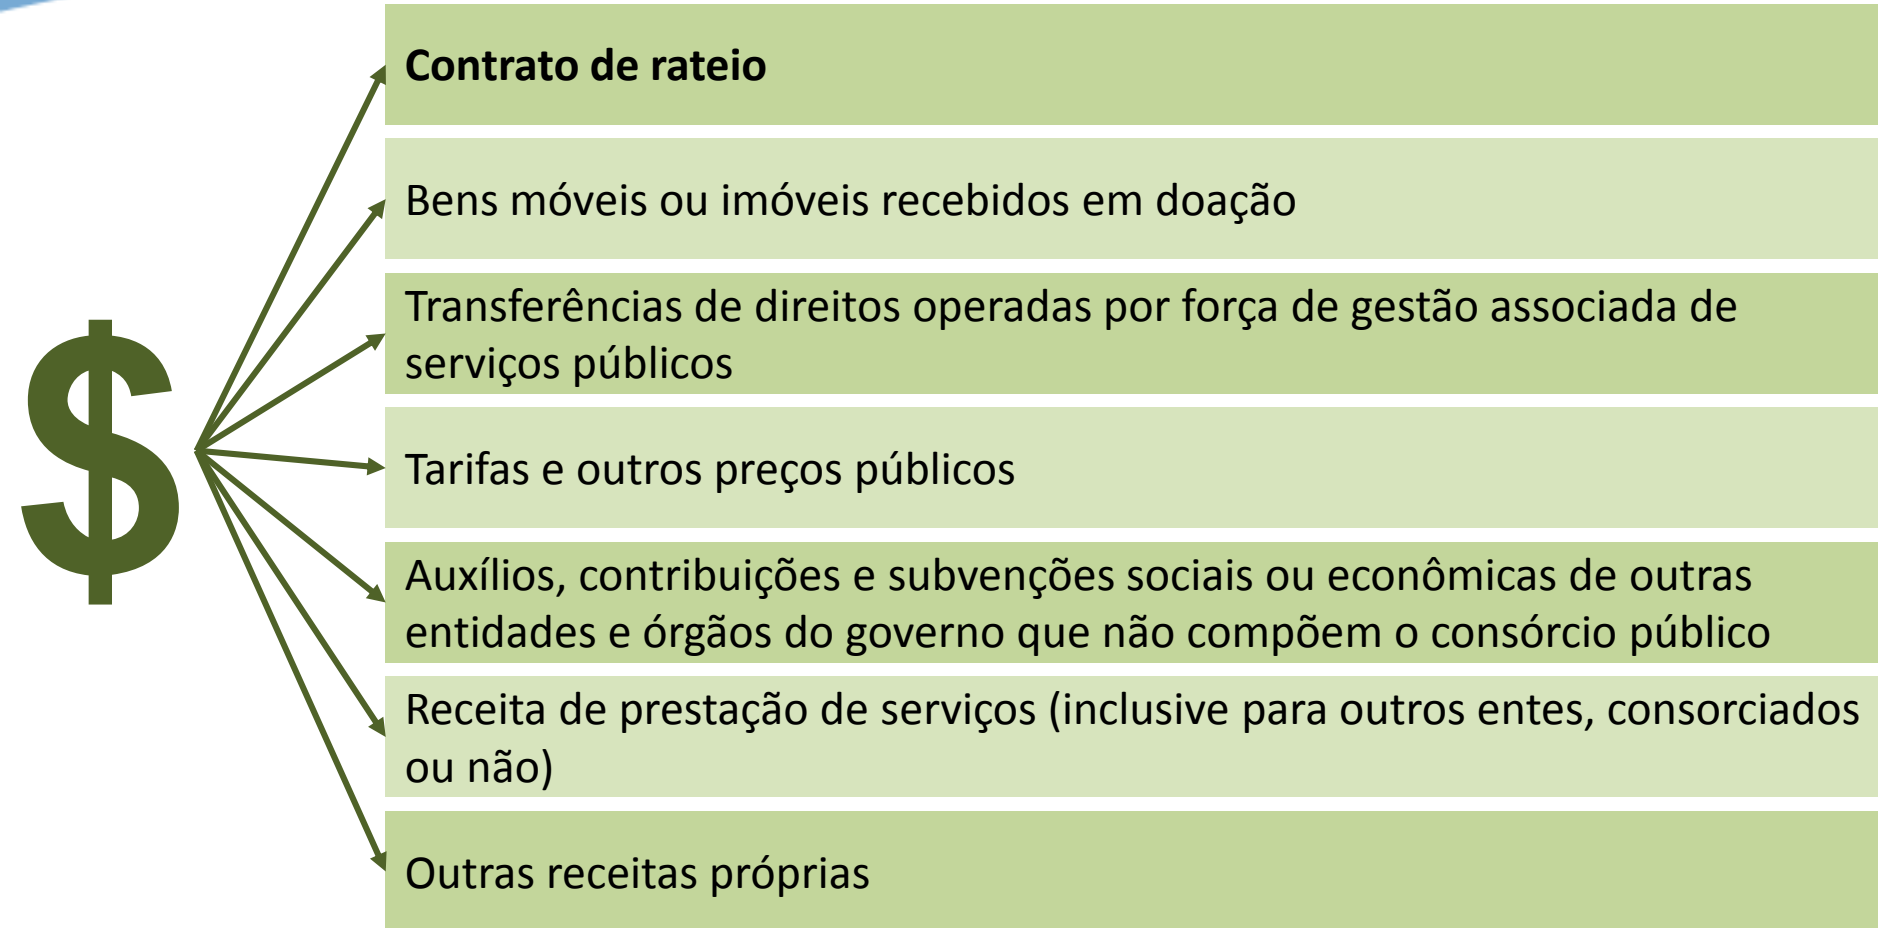 Contrato de rateio
Bens móveis ou imóveis recebidos em doação
Transferências de direitos operadas por força de gestão associada de
serviços públicos
$
Tarifas e outros preços públicos
Auxílios, contribuições e subvenções sociais ou econômicas de outras
entidades e órgãos do governo que não compõem o consórcio público
Receita de prestação de serviços (inclusive para outros entes, consorciados
ou não)
Outras receitas próprias